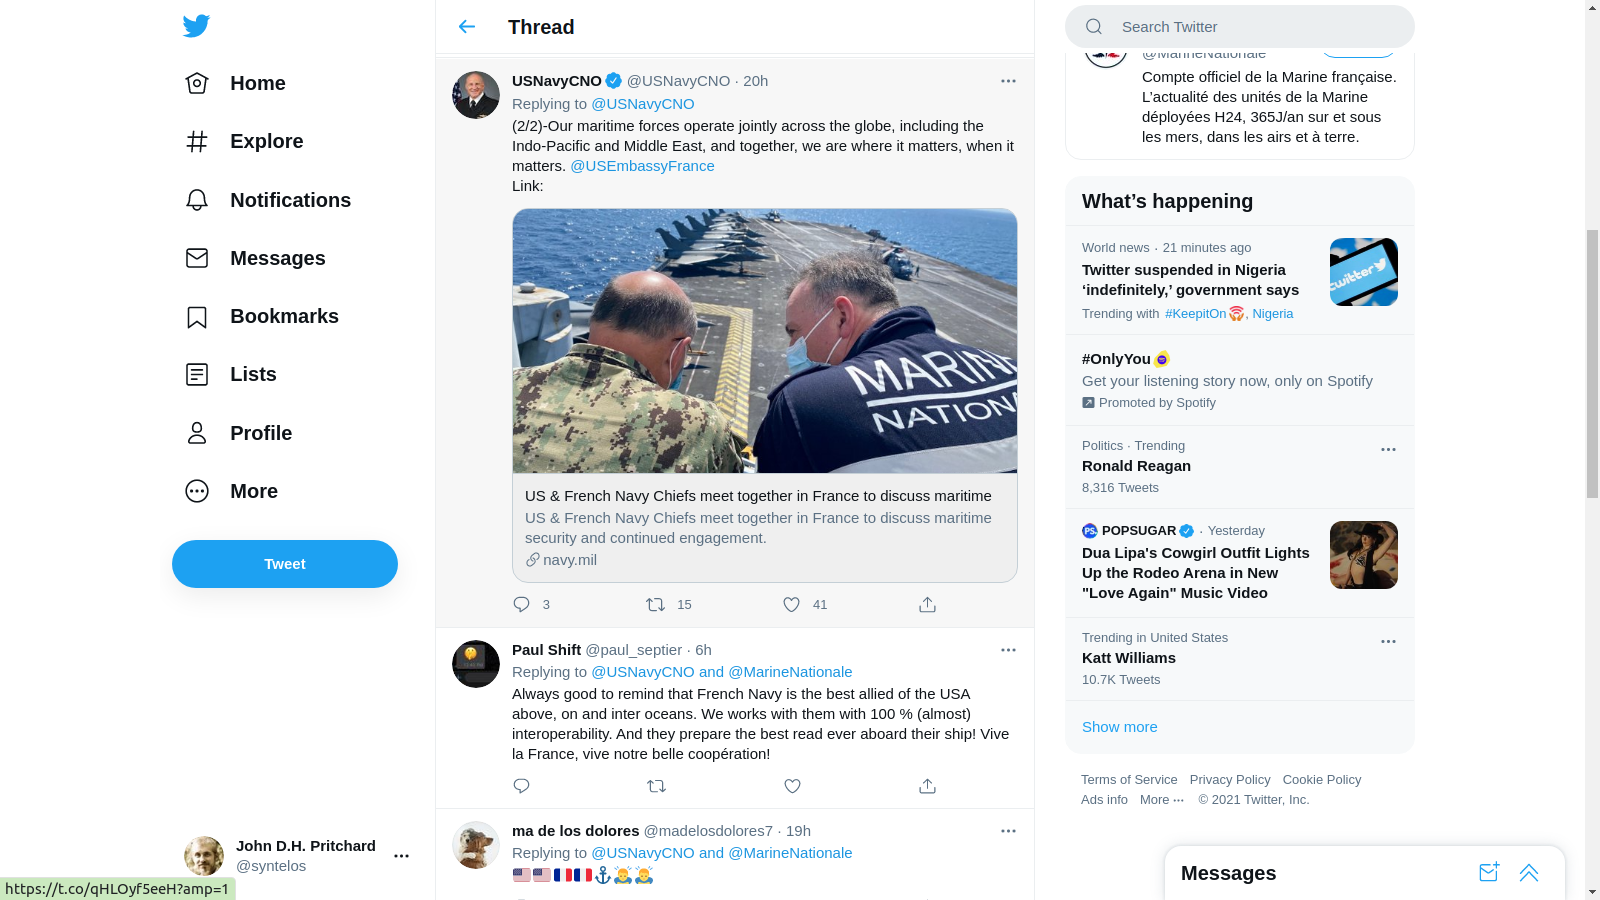 Home
Explore
Notifications
Messages
Bookmarks
Lists
Profile
More
Tweet
John D.H. Pritchard
@syntelos
https://t.co/qHLOyf5eeH?amp=1
Thread
USNavyCNO @USNavyCNO · 20h
Replying to @USNavyCNO
(2/2)-Our maritime forces operate jointly across the globe, including the
Indo-Pacific and Middle East, and together, we are where it matters, when it
matters. @USEmbassyFrance
Link:
MARINE
NATION
US & French Navy Chiefs meet together in France to discuss maritime
US & French Navy Chiefs meet together in France to discuss maritime
security and continued engagement.
navy.mil
3 15 41
Paul Shift @paul_septier · 6h
Replying to @USNavyCNO and @MarineNationale
Always good to remind that French Navy is the best allied of the USA
above, on and inter oceans. We works with them with 100 % (almost)
interoperability. And they prepare the best read ever aboard their ship! Vive
la France, vive notre belle coopération!
ma de los dolores @madelosdolores7 · 19h
Replying to @USNavyCNO and @MarineNationale
🇺🇸🇺🇸🇫🇷🇫🇷⚓
Search Twitter
@MarineNationale
Compte officiel de la Marine française.
L'actualité des unités de la Marine
déployées H24, 365J/an sur et sous
les mers, dans les airs et à terre.
What's happening
World news · 21 minutes ago
Twitter suspended in Nigeria
'indefinitely,' government says
Trending with #KeepitOn, Nigeria
twitter
#OnlyYou
Get your listening story now, only on Spotify
Promoted by Spotify
Politics · Trending
Ronald Reagan
8,316 Tweets
PS. POPSUGAR · Yesterday
Dua Lipa's Cowgirl Outfit Lights
Up the Rodeo Arena in New
"Love Again" Music Video
Trending in United States
Katt Williams
10.7K Tweets
Show more
Terms of Service Privacy Policy Cookie Policy
Ads info More ··· © 2021 Twitter, Inc.
Messages